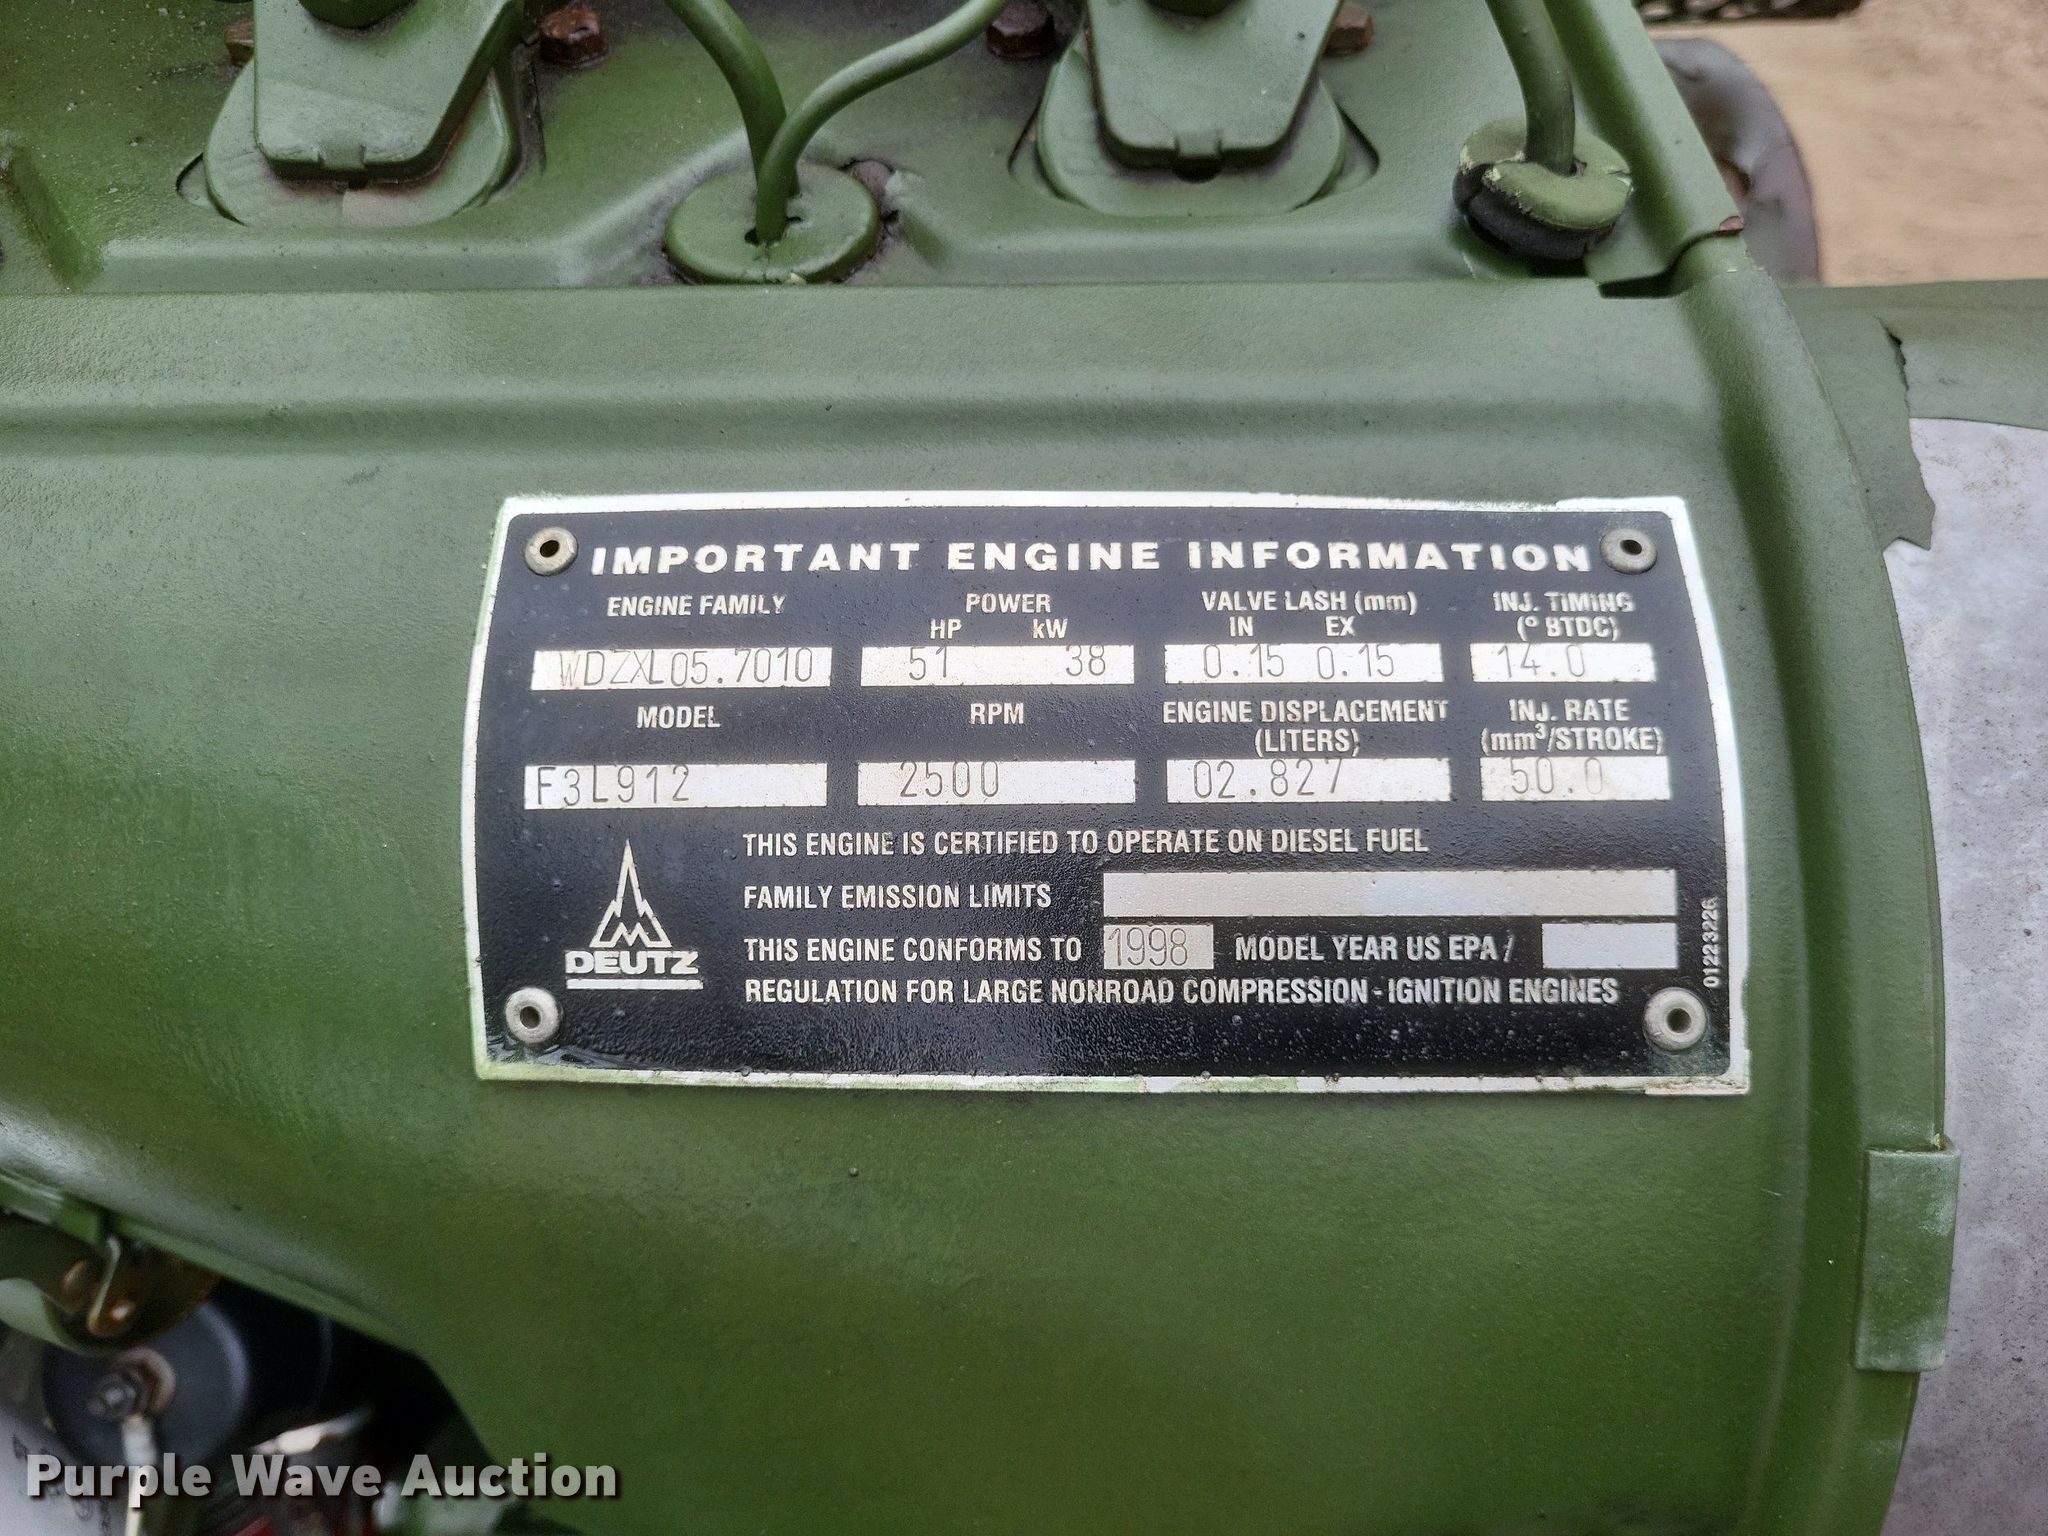 IMPORTANT ENGINE INFORMATION
ENGINE FAMILY POWER VALVE LASH (mm) INJ. TIMING
HP kW IN EX (° BTDC)
WDZXL05.7010 51 38 0.15 0.15 14.0
MODEL RPM ENGINE DISPLACEMENT INJ. RATE
(LITERS) (mm³/STROKE)
F3L912 2500 02.827 50.0
THIS ENGINE IS CERTIFIED TO OPERATE ON DIESEL FUEL
FAMILY EMISSION LIMITS
THIS ENGINE CONFORMS TO 1998 MODEL YEAR US EPA /
REGULATION FOR LARGE NONROAD COMPRESSION - IGNITION ENGINES
DEUTZ
01223226
Purple Wave Auction